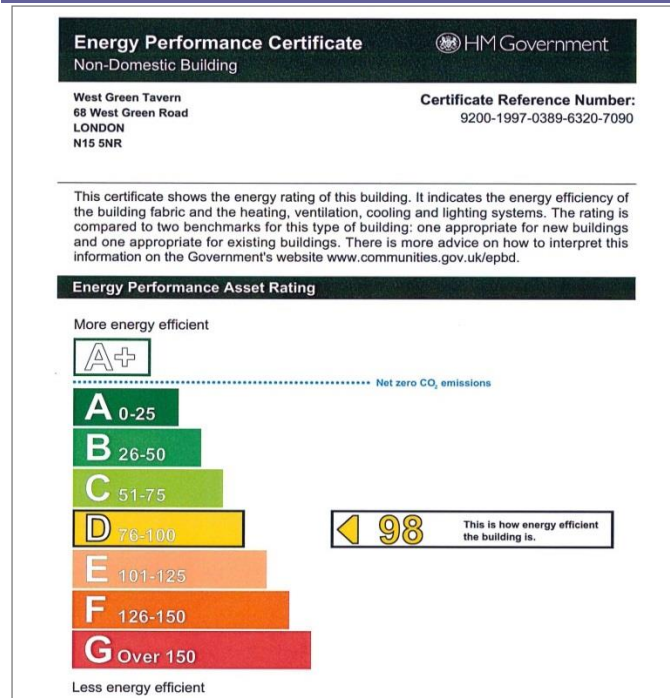 Energy Performance Certificate
HM Government
Non-Domestic Building
West Green Tavern
68 West Green Road
LONDON
N15 5NR
Certificate Reference Number:
9200-1997-0389-6320-7090
This certificate shows the energy rating of this building. It indicates the energy efficiency of
the building fabric and the heating, ventilation, cooling and lighting systems. The rating is
compared to two benchmarks for this type of building: one appropriate for new buildings
and one appropriate for existing buildings. There is more advice on how to interpret this
information on the Government's website www.communities.gov.uk/epbd.
Energy Performance Asset Rating
More energy efficient
A+
Net zero CO₂ emissions
A 0-25
B 26-50
C 51-75
D 76-100
98
This is how energy efficient
the building is.
E 101-125
F 126-150
G Over 150
Less energy efficient